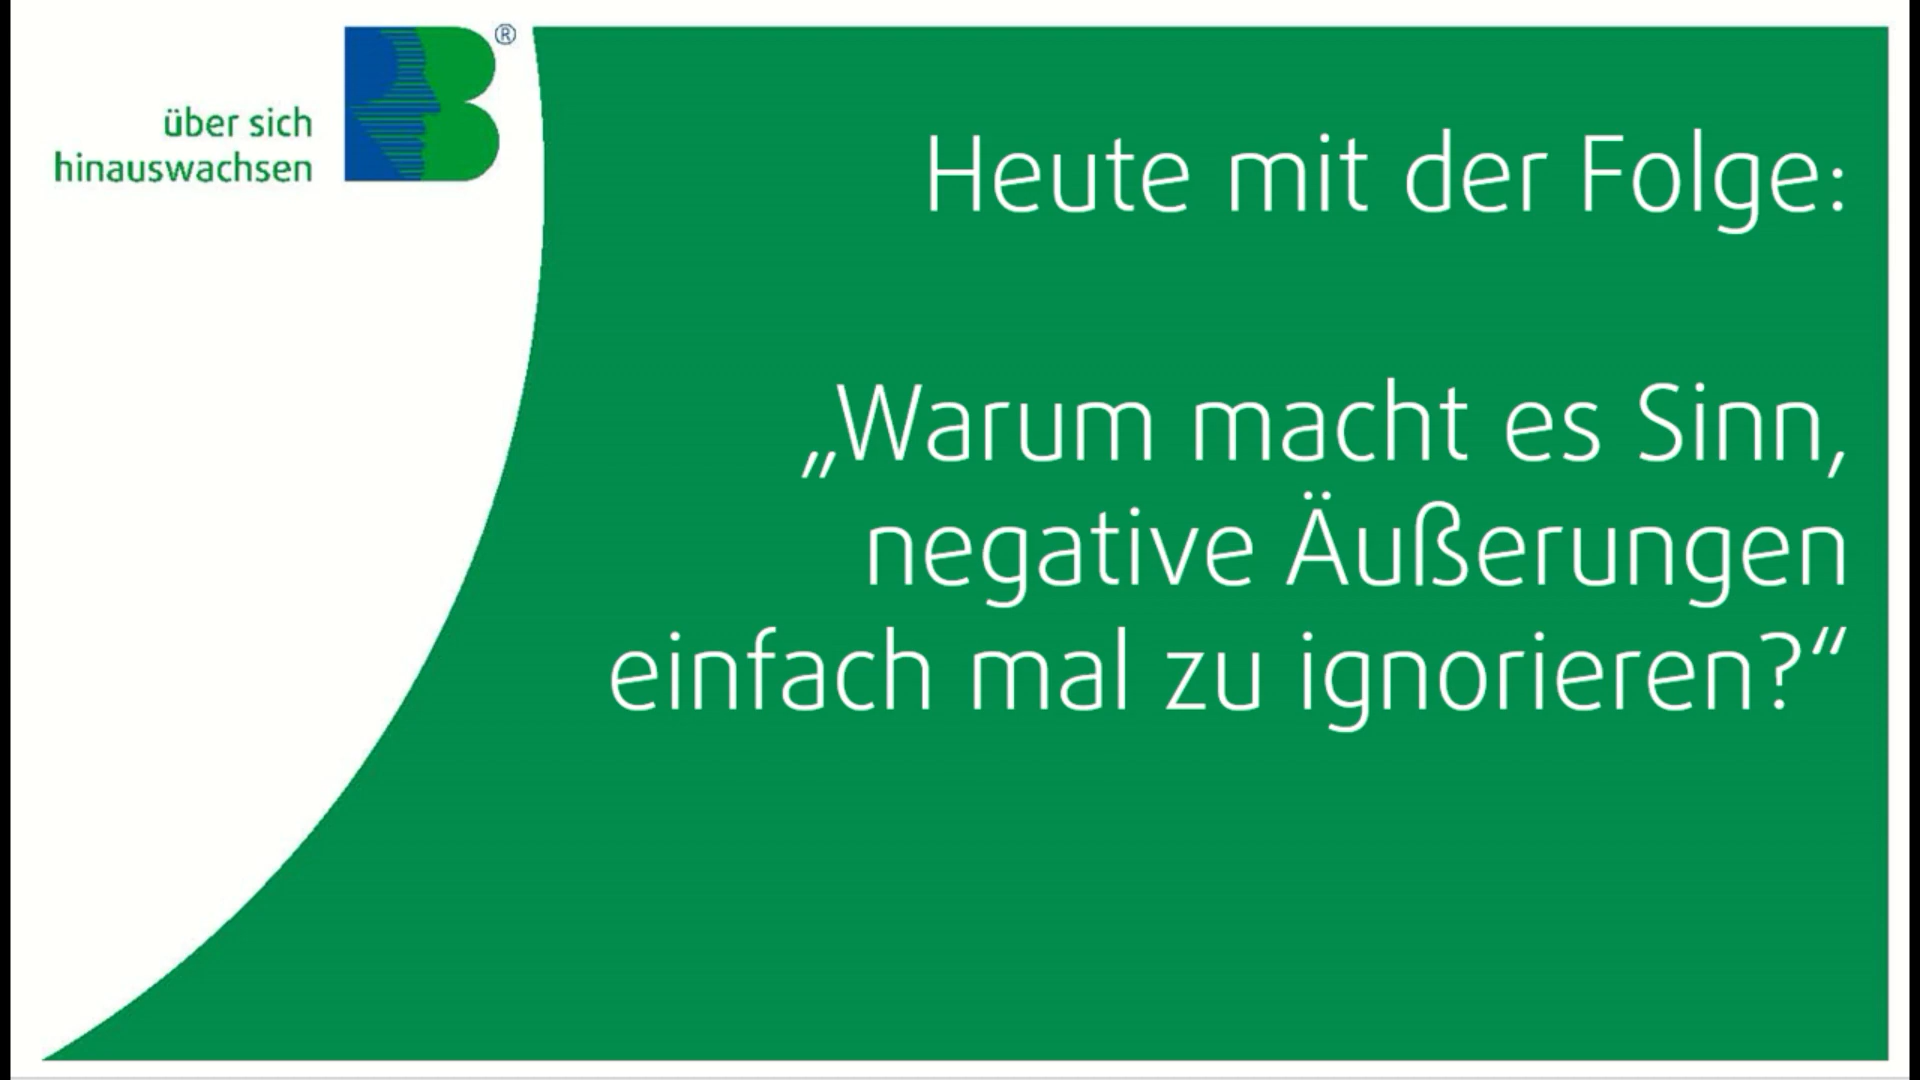 über sich
hinauswachsen
®
Heute mit der Folge:
„Warum macht es Sinn,
negative Äußerungen
einfach mal zu ignorieren?“